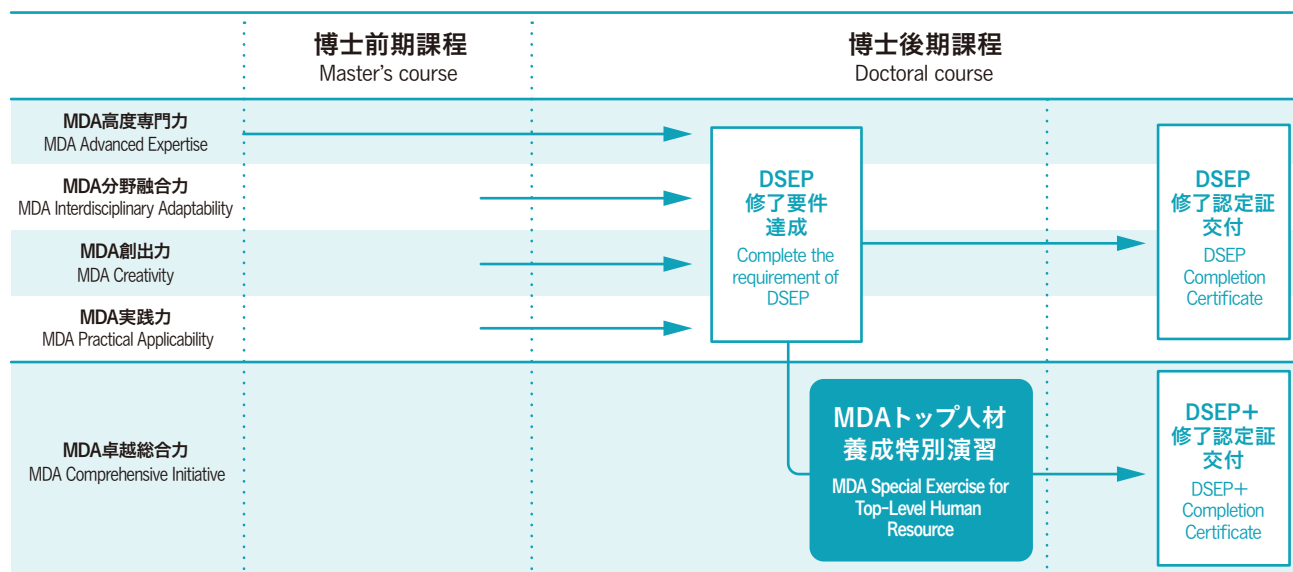 博士前期課程
Master's course
博士後期課程
Doctoral course
MDA高度専門力
MDA Advanced Expertise
MDA分野融合力
MDA Interdisciplinary Adaptability
MDA創出力
MDA Creativity
MDA実践力
MDA Practical Applicability
DSEP
修了要件
達成
Complete the
requirement of
DSEP
DSEP
修了認定証
交付
DSEP
Completion
Certificate
MDA卓越総合力
MDA Comprehensive Initiative
MDAトップ人材
養成特別演習
MDA Special Exercise for
Top-Level Human
Resource
DSEP＋
修了認定証
交付
DSEP＋
Completion
Certificate